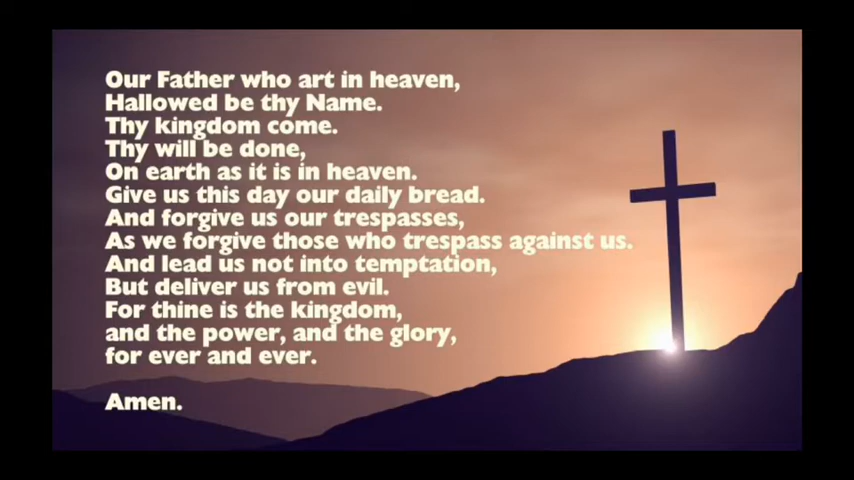 Our Father who art in heaven,
Hallowed be thy Name.
Thy kingdom come.
Thy will be done,
On earth as it is in heaven.
Give us this day our daily bread.
And forgive us our trespasses,
As we forgive those who trespass against us.
And lead us not into temptation,
But deliver us from evil.
For thine is the kingdom,
and the power, and the glory,
for ever and ever.
Amen.